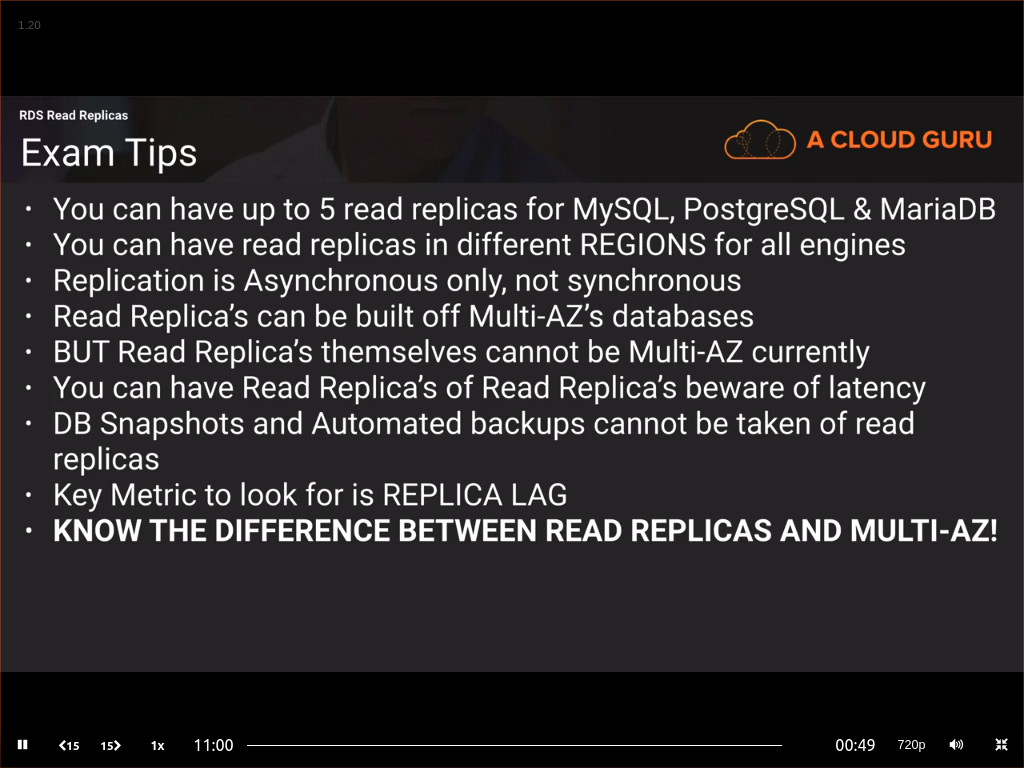 1.20
RDS Read Replicas
Exam Tips
A CLOUD GURU
• You can have up to 5 read replicas for MySQL, PostgreSQL & MariaDB
• You can have read replicas in different REGIONS for all engines
• Replication is Asynchronous only, not synchronous
• Read Replica’s can be built off Multi-AZ’s databases
• BUT Read Replica’s themselves cannot be Multi-AZ currently
• You can have Read Replica’s of Read Replica’s beware of latency
• DB Snapshots and Automated backups cannot be taken of read
replicas
• Key Metric to look for is REPLICA LAG
• KNOW THE DIFFERENCE BETWEEN READ REPLICAS AND MULTI-AZ!
15 15 1x 11:00 00:49 720p